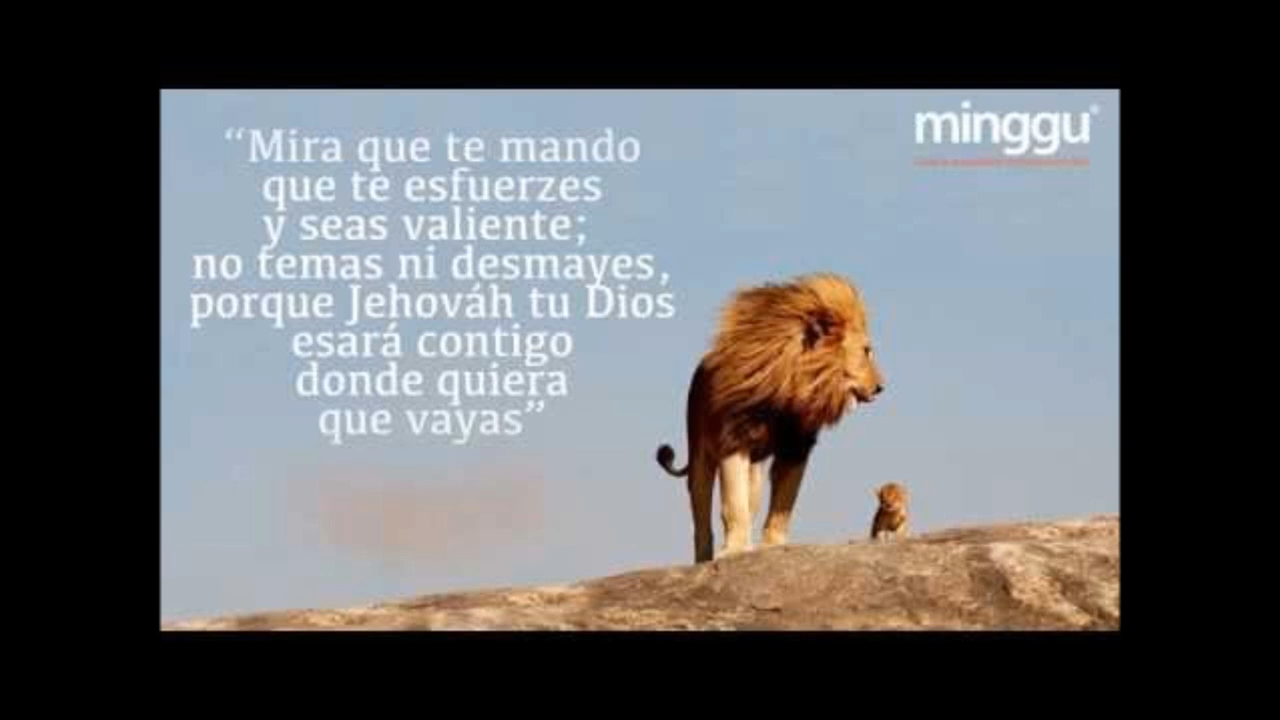 “Mira que te mando
que te esfuerzes
y seas valiente;
no temas ni desmayes,
porque Jehováh tu Dios
esará contigo
donde quiera
que vayas”
minggu®